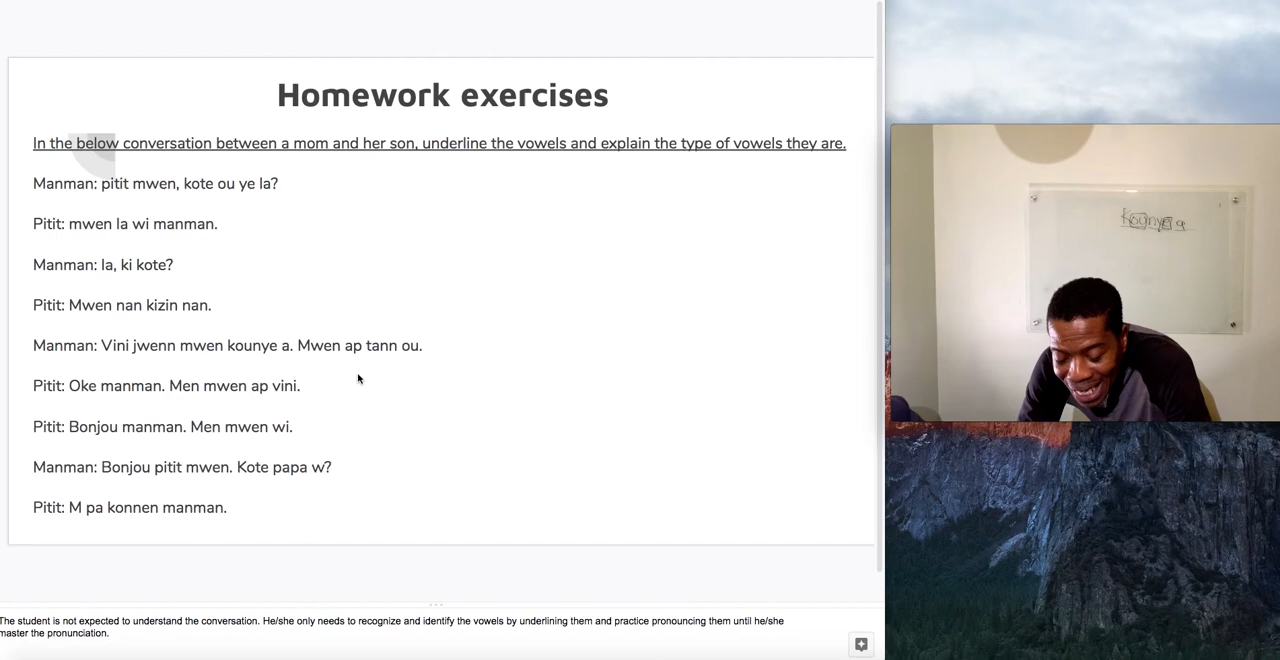 Homework exercises
In the below conversation between a mom and her son, underline the vowels and explain the type of vowels they are.
Manman: pitit mwen, kote ou ye la?
Pitit: mwen la wi manman.
Manman: la, ki kote?
Pitit: Mwen nan kizin nan.
Manman: Vini jwenn mwen kounye a. Mwen ap tann ou.
Pitit: Oke manman. Men mwen ap vini.
Pitit: Bonjou manman. Men mwen wi.
Manman: Bonjou pitit mwen. Kote papa w?
Pitit: M pa konnen manman.
The student is not expected to understand the conversation. He/she only needs to recognize and identify the vowels by underlining them and practice pronouncing them until he/she
master the pronunciation.
Kounye a